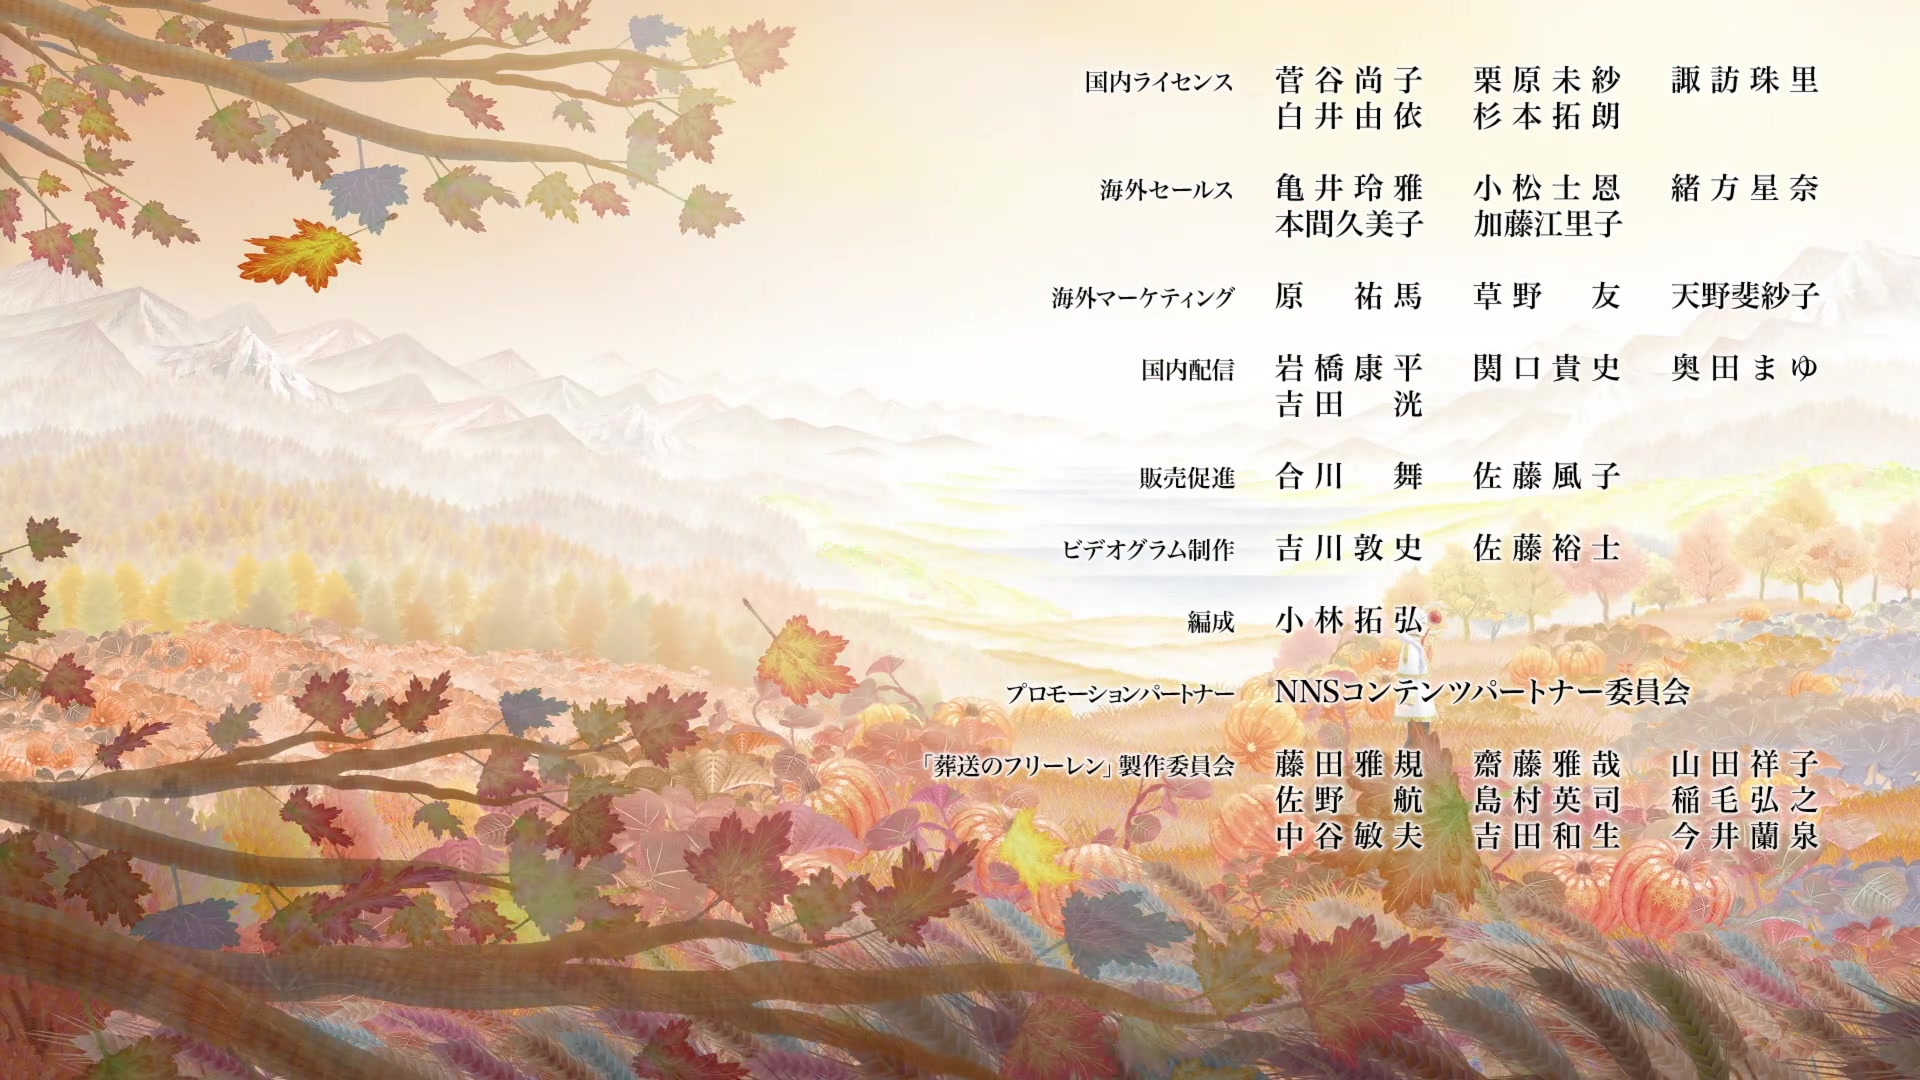 国内ライセンス 菅谷尚子 栗原未紗 諏訪珠里
白井由依 杉本拓朗
海外セールス 亀井玲雅 小松士恩 緒方星奈
本間久美子 加藤江里子
海外マーケティング 原祐馬 草野友 天野斐紗子
国内配信 岩橋康平 関口貴史 奥田まゆ
吉田洸
販売促進 合川舞 佐藤風子
ビデオグラム制作 吉川敦史 佐藤裕士
編成 小林拓弘
プロモーションパートナー NNSコンテンツパートナー委員会
「葬送のフリーレン」製作委員会 藤田雅規 齋藤雅哉 山田祥子
佐野航 島村英司 稲毛弘之
中谷敏夫 吉田和生 今井蘭泉